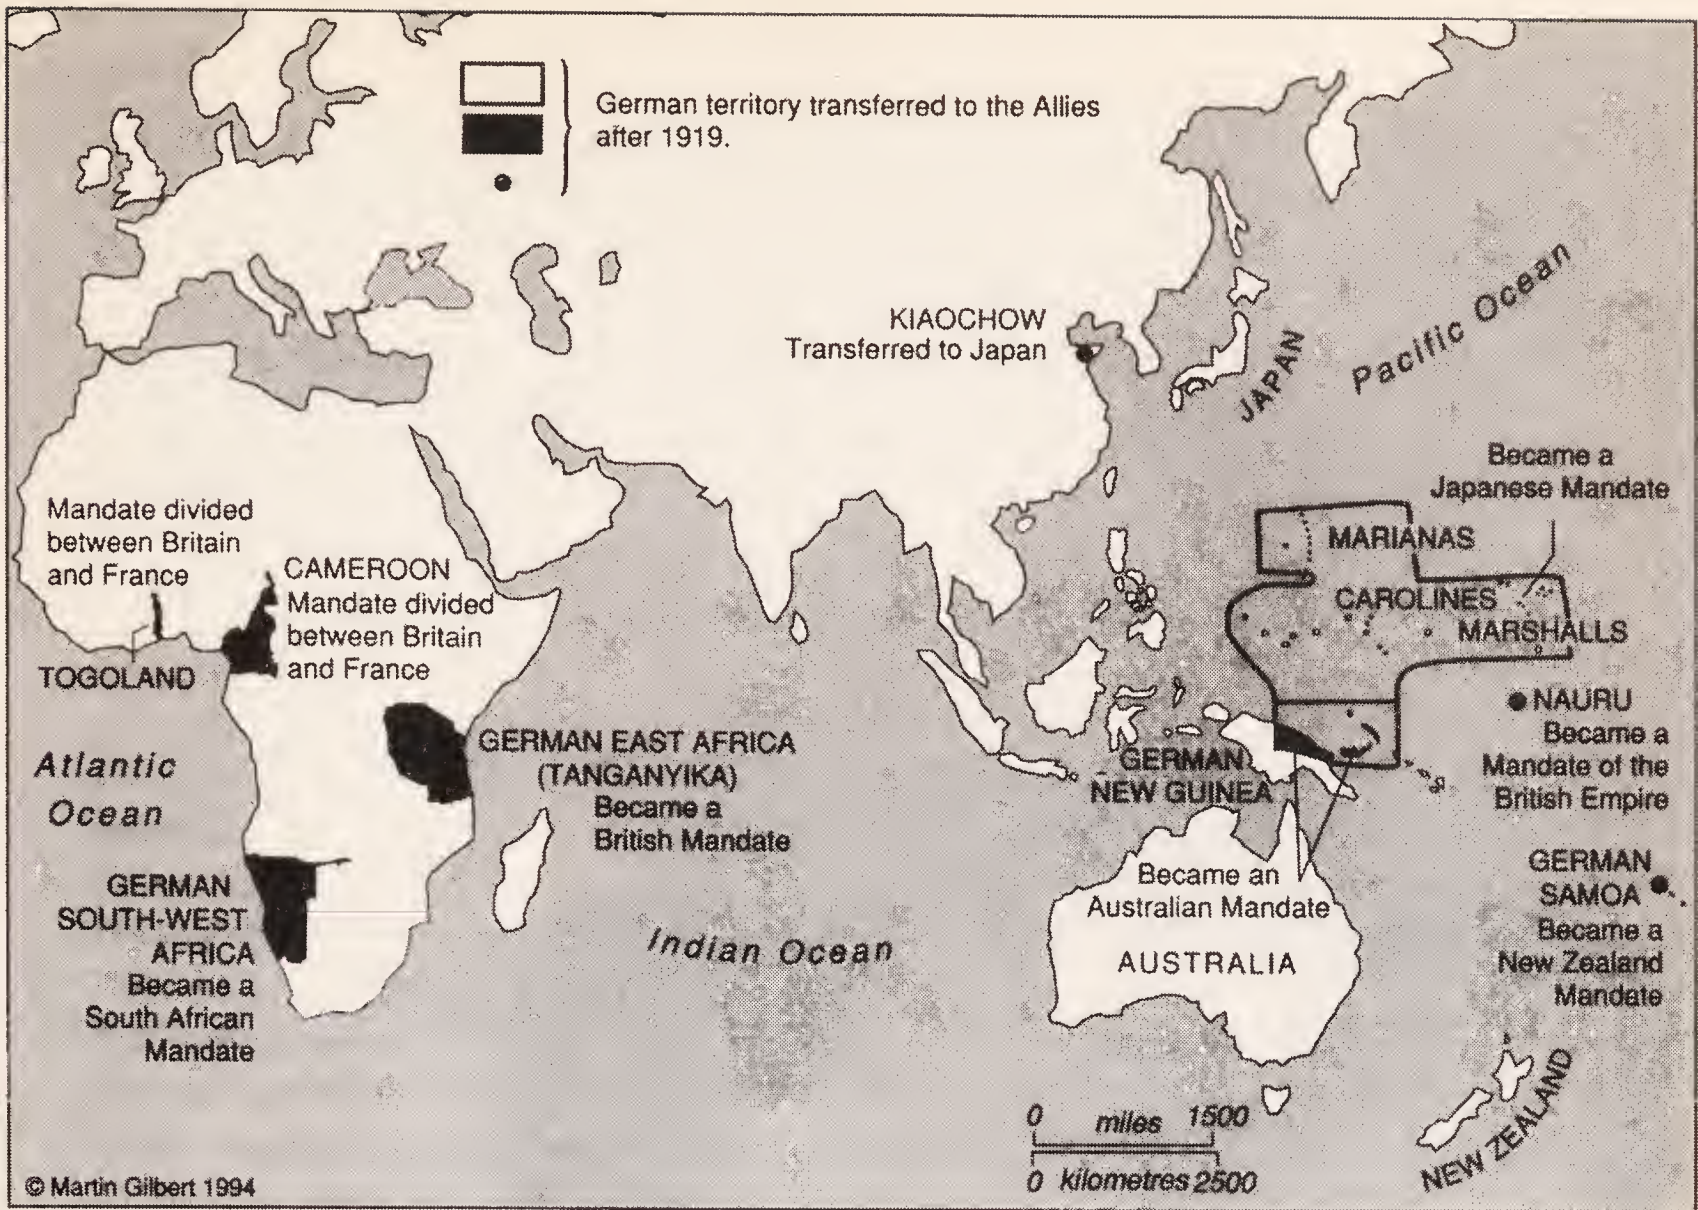 German territory transferred to the Allies
after 1919.
KIAOCHOW
Transferred to Japan
JAPAN
Pacific Ocean
Became a
Japanese Mandate
MARIANAS
CAROLINES
MARSHALLS
Mandate divided
between Britain
and France
TOGOLAND
CAMEROON
Mandate divided
between Britain
and France
NAURU
Became a
Mandate of the
British Empire
GERMAN EAST AFRICA
(TANGANYIKA)
Became a
British Mandate
GERMAN
NEW GUINEA
Atlantic
Ocean
Became an
Australian Mandate
AUSTRALIA
GERMAN
SAMOA
Became a
New Zealand
Mandate
GERMAN
SOUTH-WEST
AFRICA
Became a
South African
Mandate
Indian Ocean
0 miles 1500
0 kilometres 2500
NEW ZEALAND
© Martin Gilbert 1994